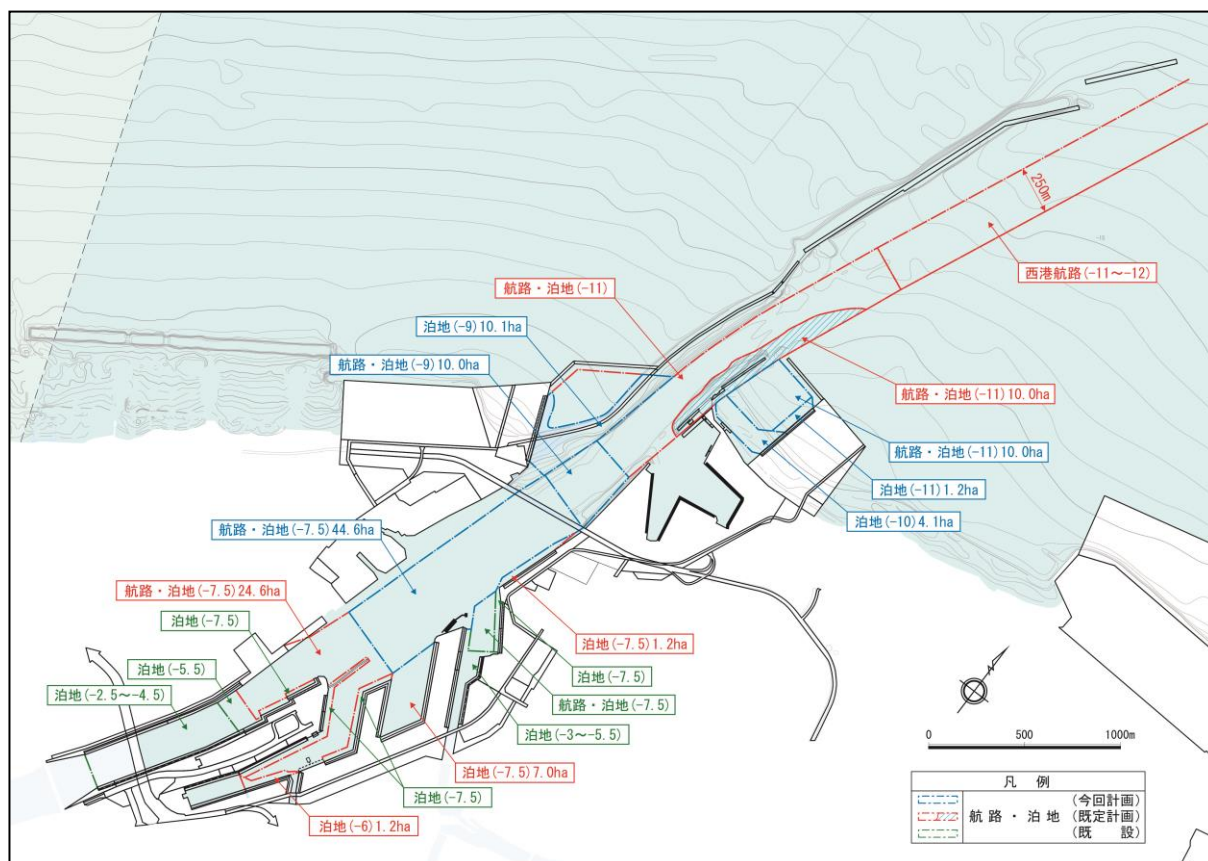 250m
西港航路(-11~-12)
航路・泊地(-11)
泊地(-9)10.1ha
航路・泊地(-9)10.0ha
航路・泊地(-11)10.0ha
航路・泊地(-11)10.0ha
泊地(-11)1.2ha
泊地(-10)4.1ha
航路・泊地(-7.5)44.6ha
航路・泊地(-7.5)24.6ha
泊地(-7.5)
泊地(-5.5)
泊地(-2.5~-4.5)
泊地(-7.5)1.2ha
泊地(-7.5)
航路・泊地(-7.5)
泊地(-3~-5.5)
泊地(-7.5)7.0ha
泊地(-7.5)
泊地(-6)1.2ha
0 500 1000m
凡例
(今回計画)
航路・泊地 (既定計画)
(既設)